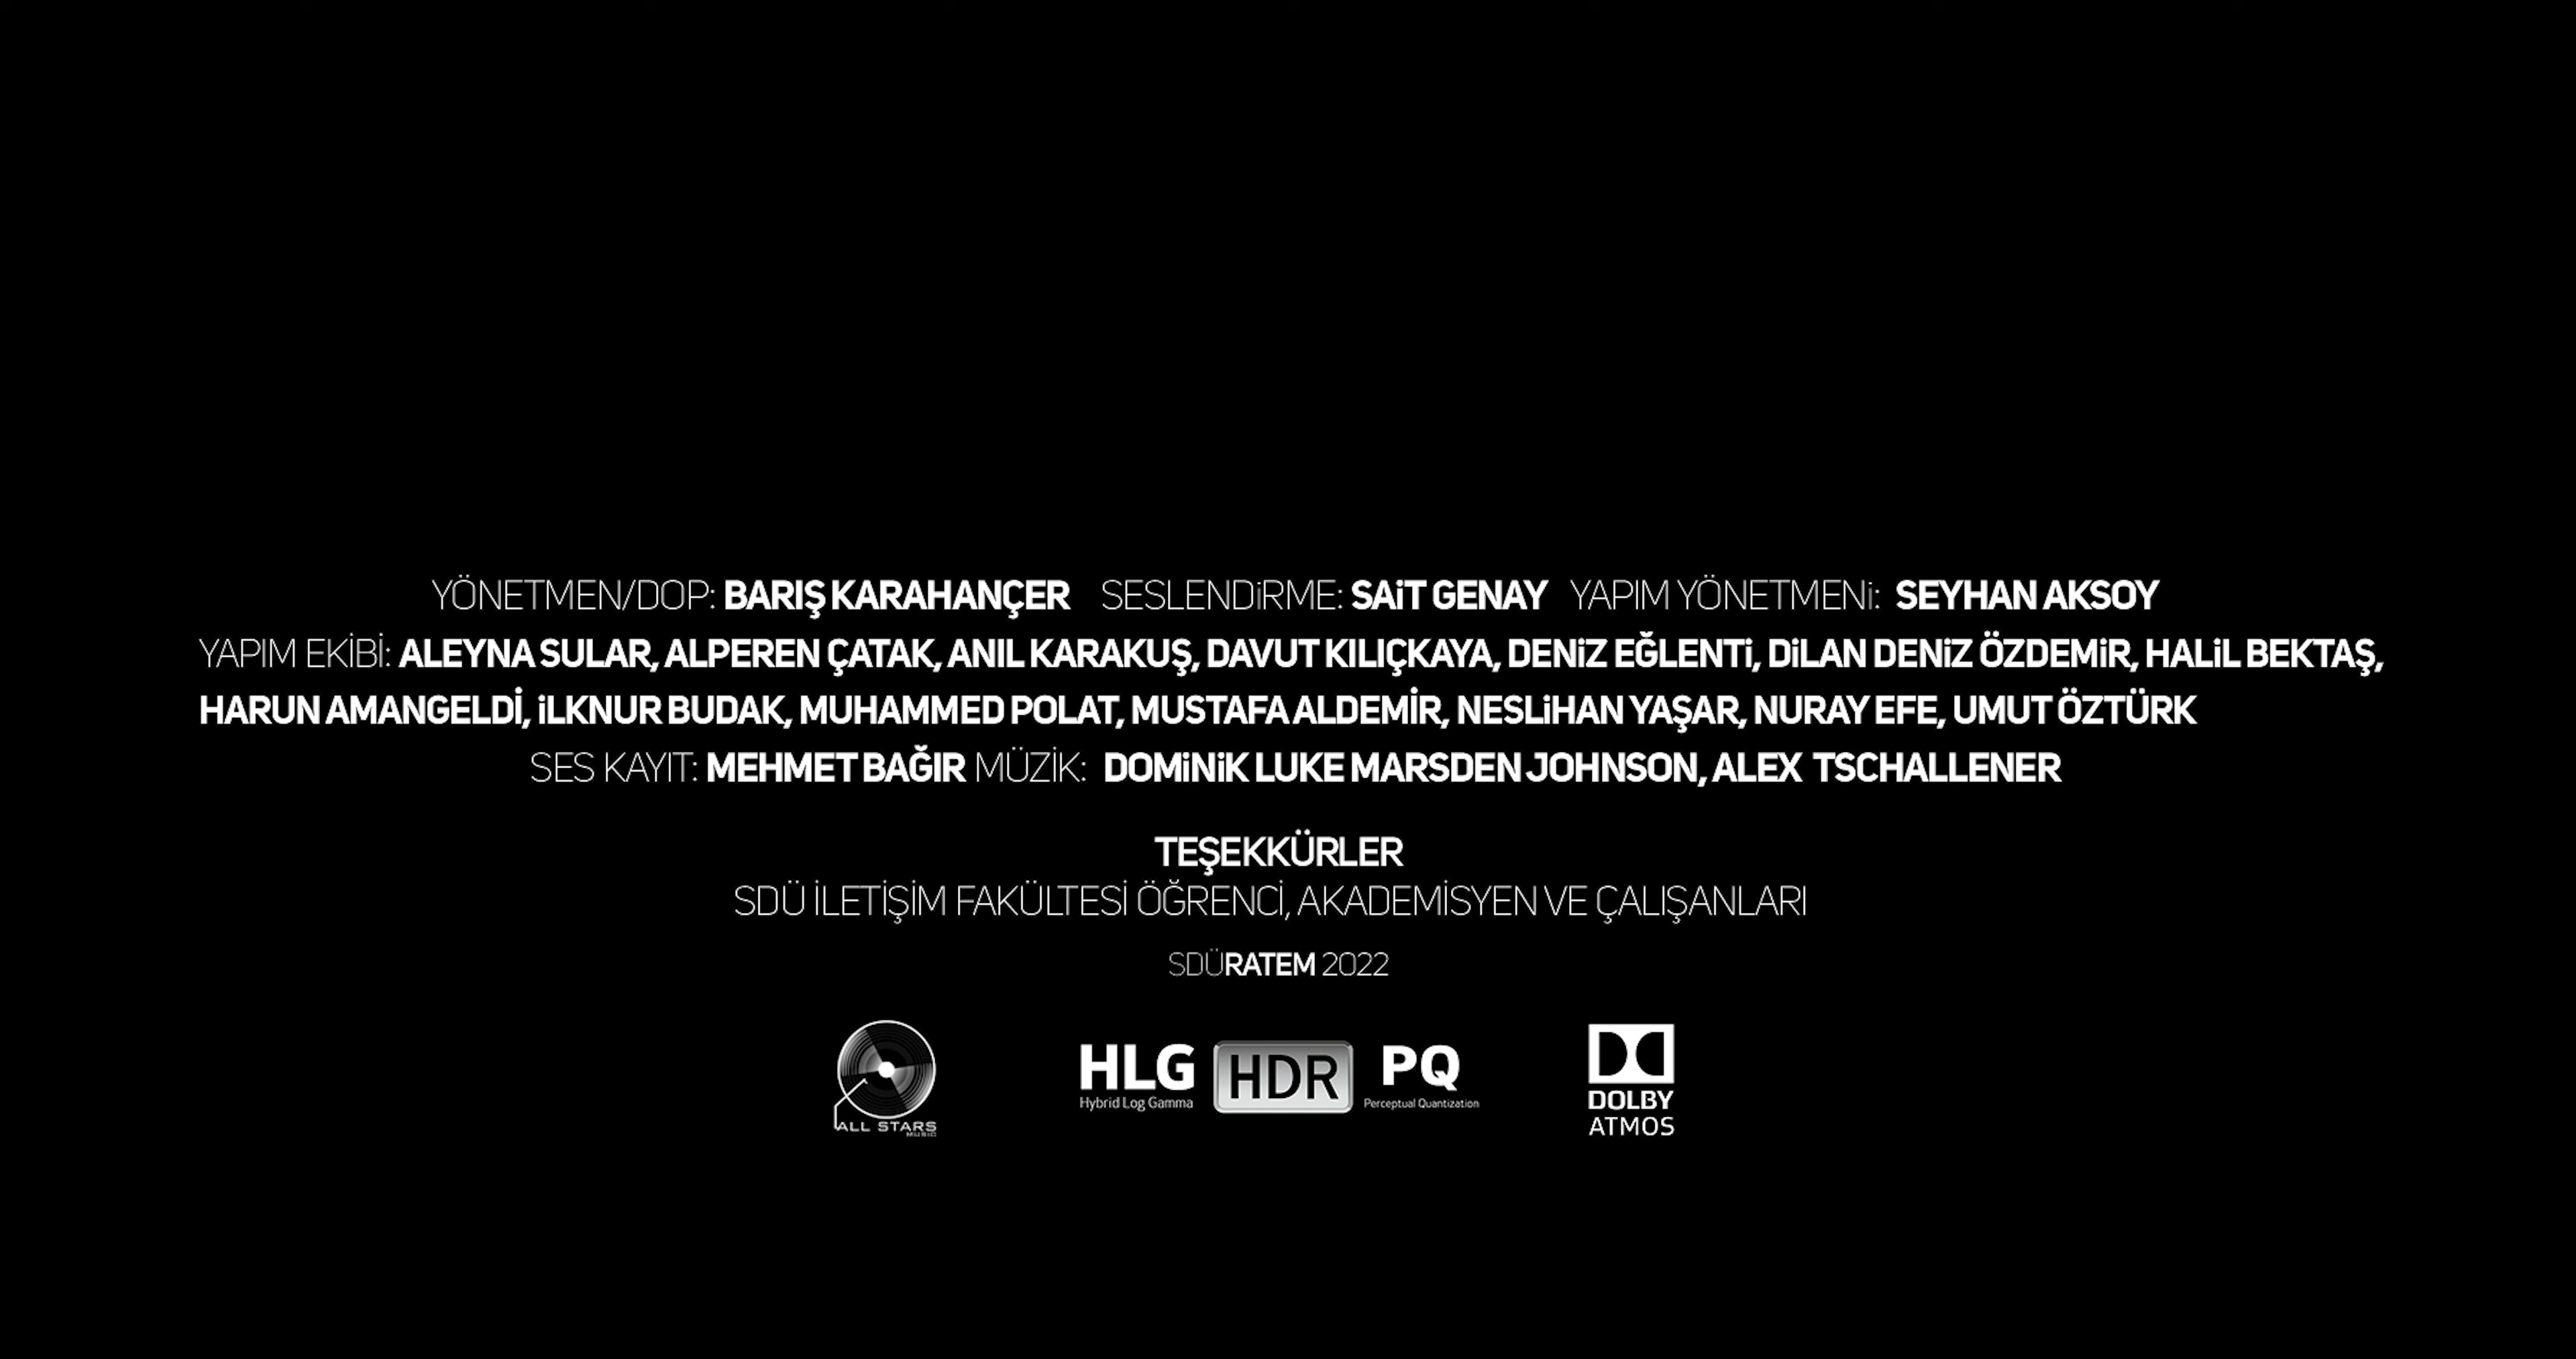 YÖNETMEN/DOP: BARIŞ KARAHANÇER SESLENDiRME: SAiT GENAY YAPIM YÖNETMENi: SEYHAN AKSOY
YAPIM EKİBİ: ALEYNA SULAR, ALPEREN ÇATAK, ANIL KARAKUŞ, DAVUT KILIÇKAYA, DENiZ EĞLENTi, DiLAN DENiZ ÖZDEMiR, HALiL BEKTAŞ,
HARUN AMANGELDİ, iLKNUR BUDAK, MUHAMMED POLAT, MUSTAFA ALDEMİR, NESLiHAN YAŞAR, NURAY EFE, UMUT ÖZTÜRK
SES KAYIT: MEHMET BAĞIR MÜZİK: DOMiNiK LUKE MARSDEN JOHNSON, ALEX TSCHALLENER
TEŞEKKÜRLER
SDÜ İLETİŞİM FAKÜLTESİ ÖĞRENCİ, AKADEMİSYEN VE ÇALIŞANLARI
SDÜRATEM 2022
ALL STARS
MUSIC
HLG
Hybrid Log Gamma
HDR
PQ
Perceptual Quantization
DOLBY
ATMOS